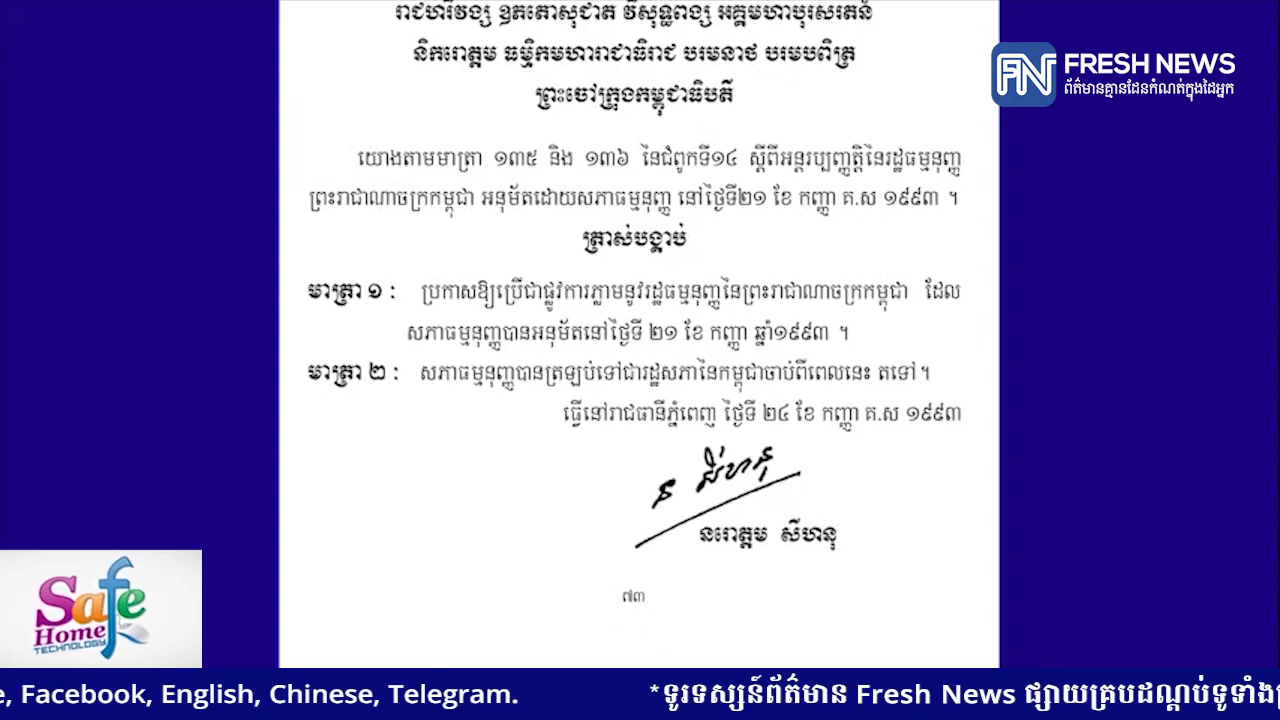 រាជហរិវង្ស ឧភតោសុជាត វិសុទ្ធពង្ស អគ្គមហាបុរសរតន៍
និករោត្តម ធម្មិកមហារាជាធិរាជ បរមនាថ បរមបពិត្រ
ព្រះចៅក្រុងកម្ពុជាធិបតី
FRESH NEWS
ព័ត៌មានគ្មានដែនកំណត់ក្នុងដៃអ្នក
យោងតាមមាត្រា ១៣៥ និង ១៣៦ នៃជំពូកទី១៤ ស្តីពីអន្តរប្បញ្ញត្តិនៃរដ្ឋធម្មនុញ្ញ
ព្រះរាជាណាចក្រកម្ពុជា អនុម័តដោយសភាធម្មនុញ្ញ នៅថ្ងៃទី២១ ខែ កញ្ញា គ.ស ១៩៩៣ ។
ត្រាស់បង្គាប់
មាត្រា ១ : ប្រកាសឱ្យប្រើជាផ្លូវការភ្លាមនូវរដ្ឋធម្មនុញ្ញនៃព្រះរាជាណាចក្រកម្ពុជា ដែល
សភាធម្មនុញ្ញបានអនុម័តនៅថ្ងៃទី ២១ ខែ កញ្ញា ឆ្នាំ១៩៩៣ ។
មាត្រា ២ : សភាធម្មនុញ្ញបានត្រឡប់ទៅជារដ្ឋសភានៃកម្ពុជាចាប់ពីពេលនេះ តទៅ។
ធ្វើនៅរាជធានីភ្នំពេញ ថ្ងៃទី ២៤ ខែ កញ្ញា គ.ស ១៩៩៣
ន សីហនុ
នរោត្តម សីហនុ
៧៣
Safe
Home
TECHNOLOGY
e, Facebook, English, Chinese, Telegram. *ទូរទស្សន៍ព័ត៌មាន Fresh News ផ្សាយគ្របដណ្តប់ទូទាំង